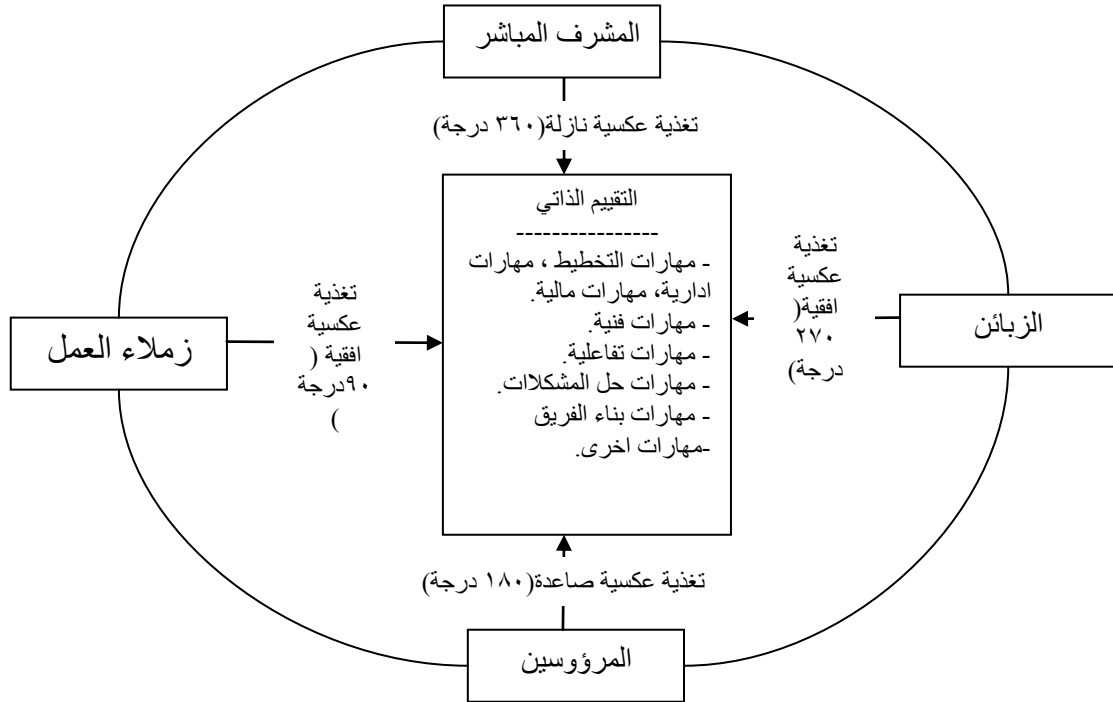 المشرف المباشر
تغذية عكسية نازلة(٣٦٠ درجة)
التقييم الذاتي
----------------
- مهارات التخطيط ، مهارات
ادارية، مهارات مالية.
- مهارات فنية.
- مهارات تفاعلية.
- مهارات حل المشكلاات.
- مهارات بناء الفريق
-مهارات اخرى.
تغذية
عكسية
افقية(
٢٧٠
درجة)
الزبائن
تغذية
عكسية
افقية (
٩٠درجة
)
زملاء العمل
تغذية عكسية صاعدة(١٨٠ درجة)
المرؤوسين